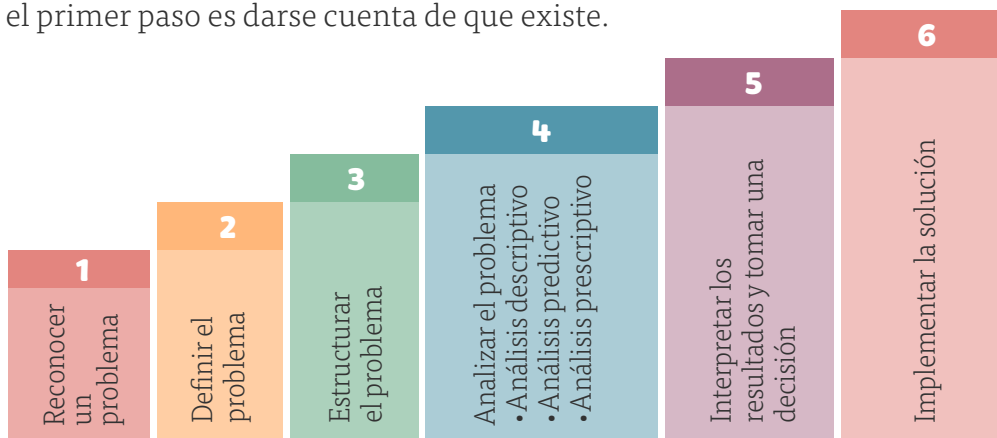 el primer paso es darse cuenta de que existe.
1
Reconocer
un
problema
2
Definir el
problema
3
Estructurar
el problema
4
Analizar el problema
• Análisis descriptivo
• Análisis predictivo
• Análisis prescriptivo
5
Interpretar los
resultados y tomar una
decisión
6
Implementar la solución